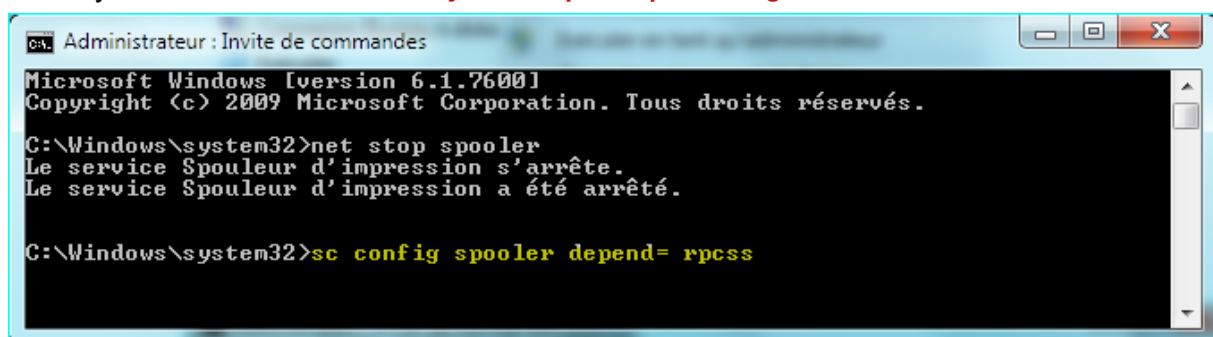 Administrateur : Invite de commandes
Microsoft Windows [version 6.1.7600]
Copyright (c) 2009 Microsoft Corporation. Tous droits réservés.
C:\Windows\system32>net stop spooler
Le service Spouleur d'impression s'arrête.
Le service Spouleur d'impression a été arrêté.
C:\Windows\system32>sc config spooler depend= rpcss